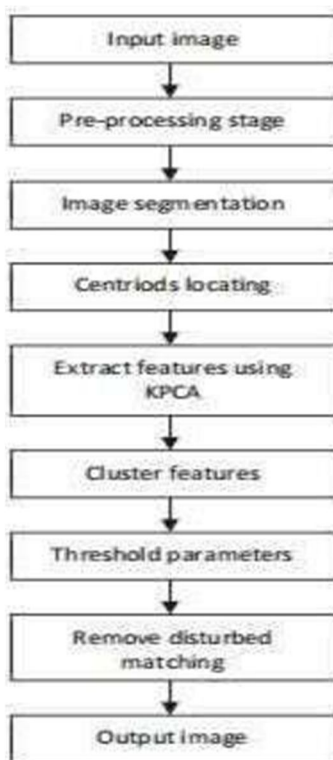 Input image
Pre-processing stage
Image segmentation
Centriods locating
Extract features using
KPCA
Cluster features
Threshold parameters
Remove disturbed
matching
Output image